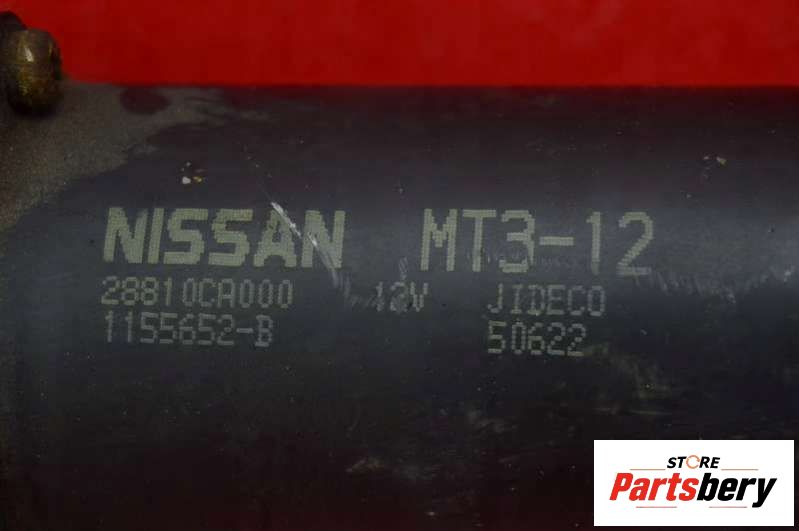 NISSAN MT3-12
28810CA000 12V JIDECO
1155652-B 50622
STORE
Partsbery